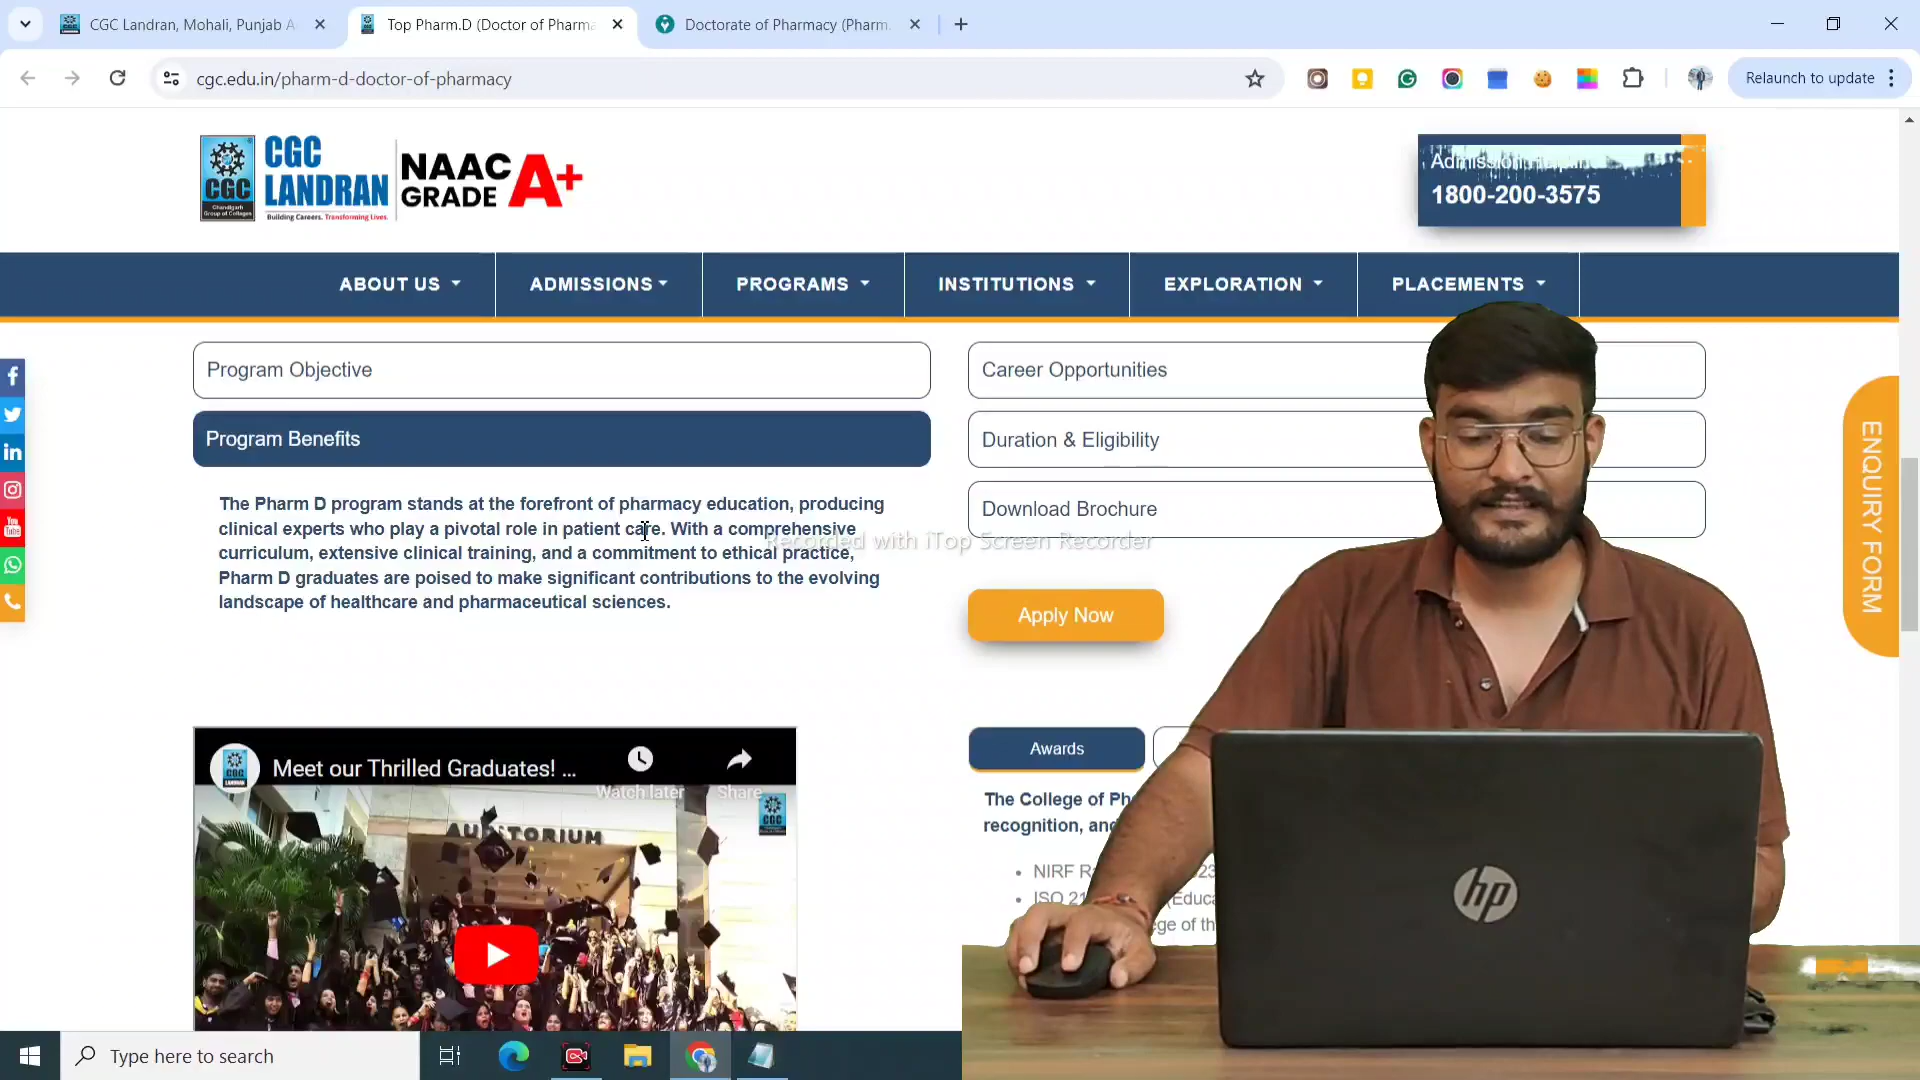 CGC Landran, Mohali, Punjab A
Top Pharm.D (Doctor of Pharma
Doctorate of Pharmacy (Pharm.
cgc.edu.in/pharm-d-doctor-of-pharmacy
Relaunch to update
CGC
Chandigarh
Group of Colleges
CGC
LANDRAN
Building Careers. Transforming Lives.
NAAC
GRADE
A+
1800-200-3575
ABOUT US
ADMISSIONS
PROGRAMS
INSTITUTIONS
EXPLORATION
PLACEMENTS
Program Objective
Program Benefits
The Pharm D program stands at the forefront of pharmacy education, producing
clinical experts who play a pivotal role in patient care. With a comprehensive
curriculum, extensive clinical training, and a commitment to ethical practice,
Pharm D graduates are poised to make significant contributions to the evolving
landscape of healthcare and pharmaceutical sciences.
Career Opportunities
Duration & Eligibility
Download Brochure
Recorded with iTop Screen Recorder
Apply Now
ENQUIRY FORM
Meet our Thrilled Graduates! ...
Watch later
Share
AUDITORIUM
Awards
The College of
recognition,
NIRF
ISO
of th
hp
Type here to search